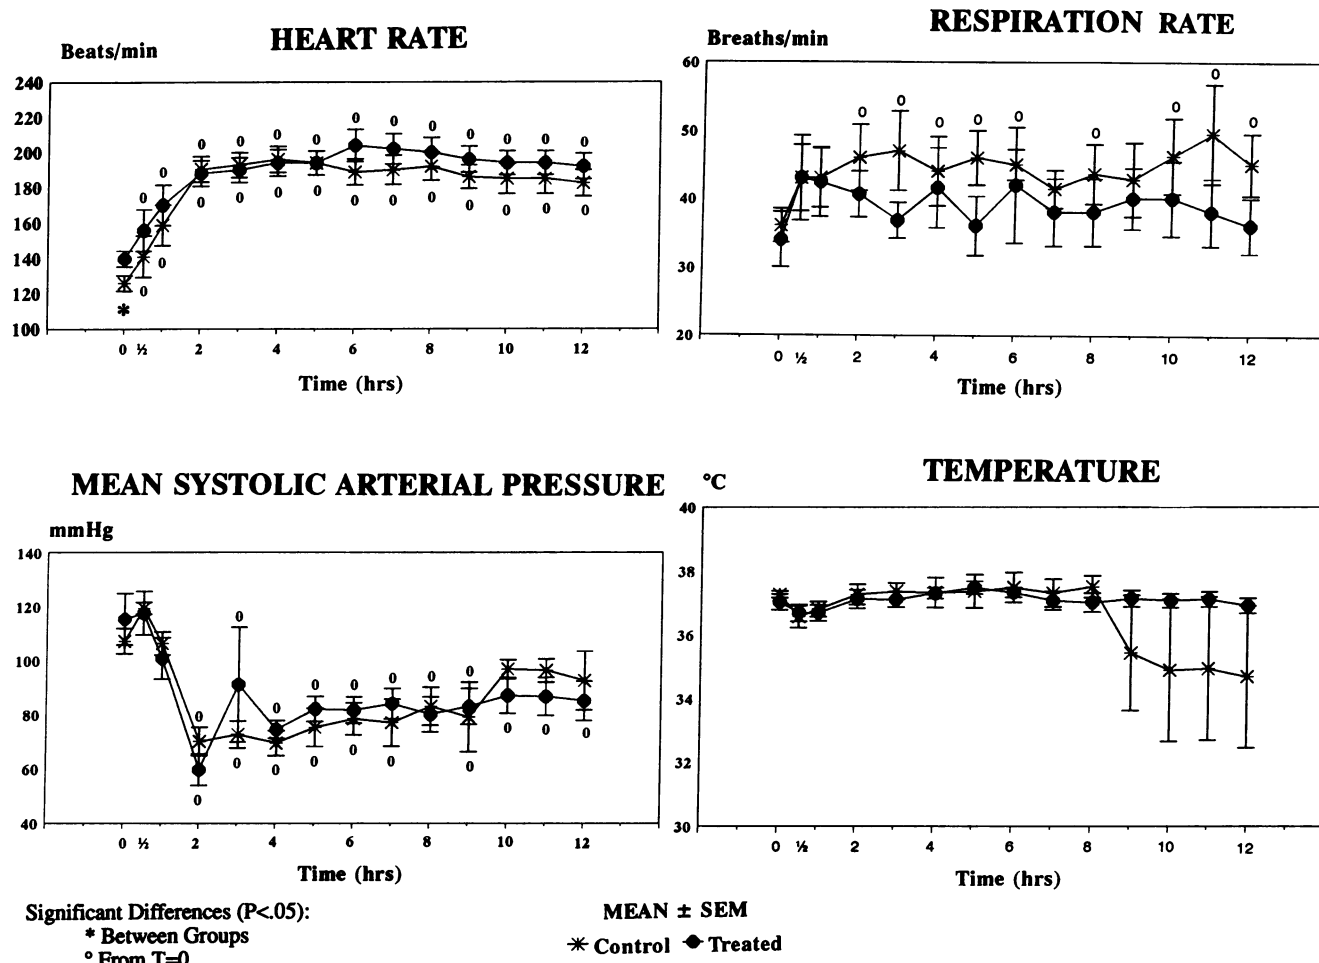 HEART RATE
Beats/min
240
220
200
180
160
140
120
100
0 ½ 2 4 6 8 10 12
Time (hrs)
RESPIRATION RATE
Breaths/min
60
50
40
30
20
0 ½ 2 4 6 8 10 12
Time (hrs)
MEAN SYSTOLIC ARTERIAL PRESSURE
mmHg
140
120
100
80
60
40
0 ½ 2 4 6 8 10 12
Time (hrs)
TEMPERATURE
°C
40
38
36
34
32
30
0 ½ 2 4 6 8 10 12
Time (hrs)
Significant Differences (P<.05):
* Between Groups
° From T=0
MEAN ± SEM
Control Treated